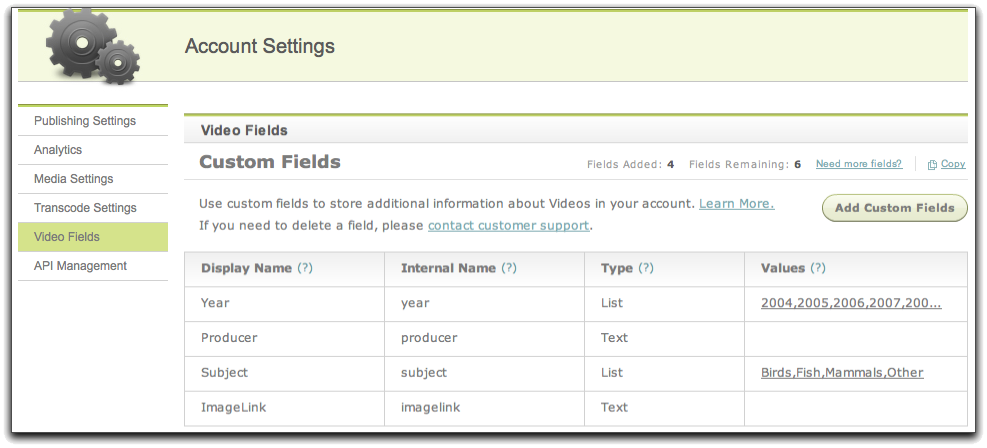 Account Settings
Publishing Settings
Analytics
Media Settings
Transcode Settings
Video Fields
API Management
Video Fields
Custom Fields
Fields Added: 4 Fields Remaining: 6 Need more fields? Copy
Use custom fields to store additional information about Videos in your account. Learn More.
If you need to delete a field, please contact customer support.
Add Custom Fields
Display Name (?) Internal Name (?) Type (?) Values (?)
Year year List 2004,2005,2006,2007,200...
Producer producer Text
Subject subject List Birds,Fish,Mammals,Other
ImageLink imagelink Text